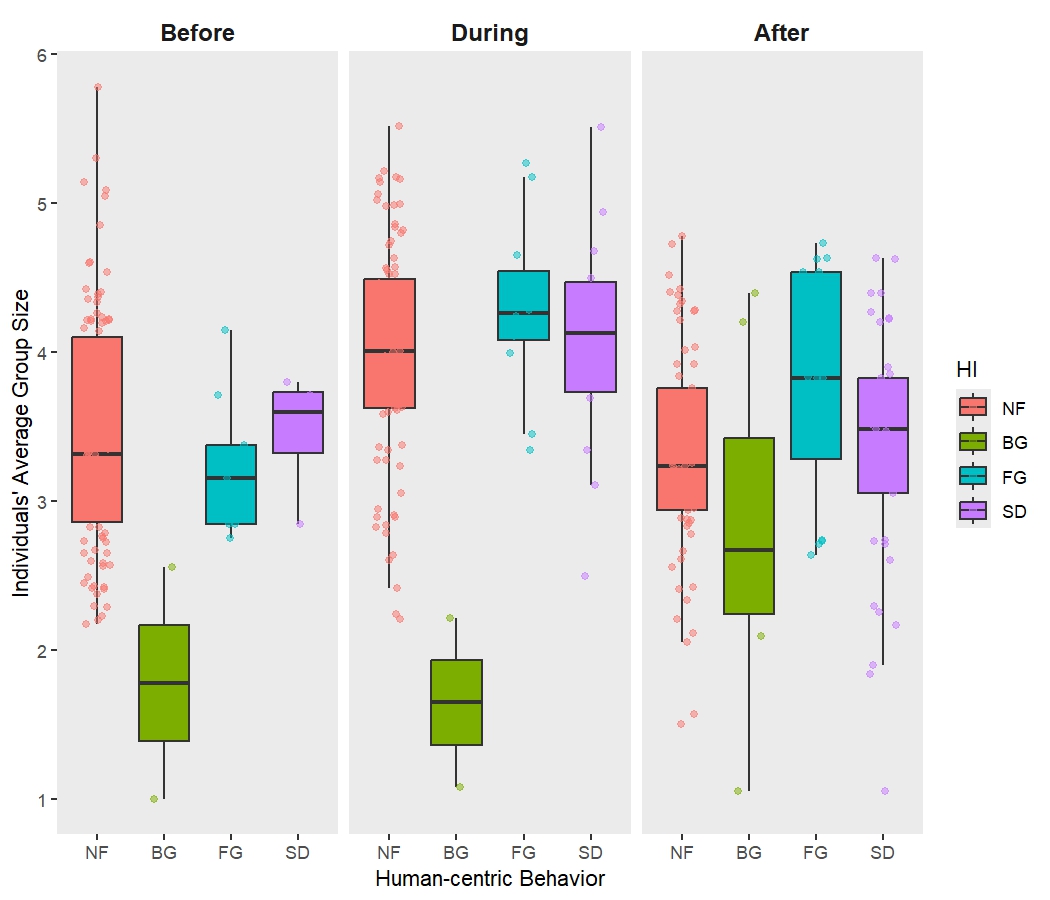 Before During After
6
5
4
3
2
1
Individuals' Average Group Size
NF BG FG SD NF BG FG SD NF BG FG SD
Human-centric Behavior
HI
NF
BG
FG
SD